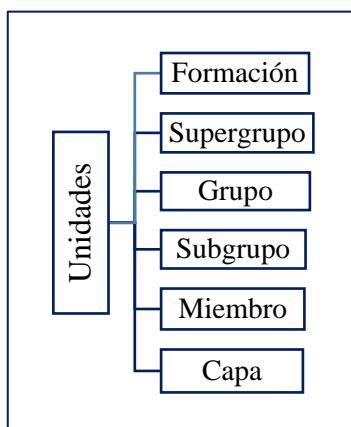 Unidades
Formación
Supergrupo
Grupo
Subgrupo
Miembro
Capa